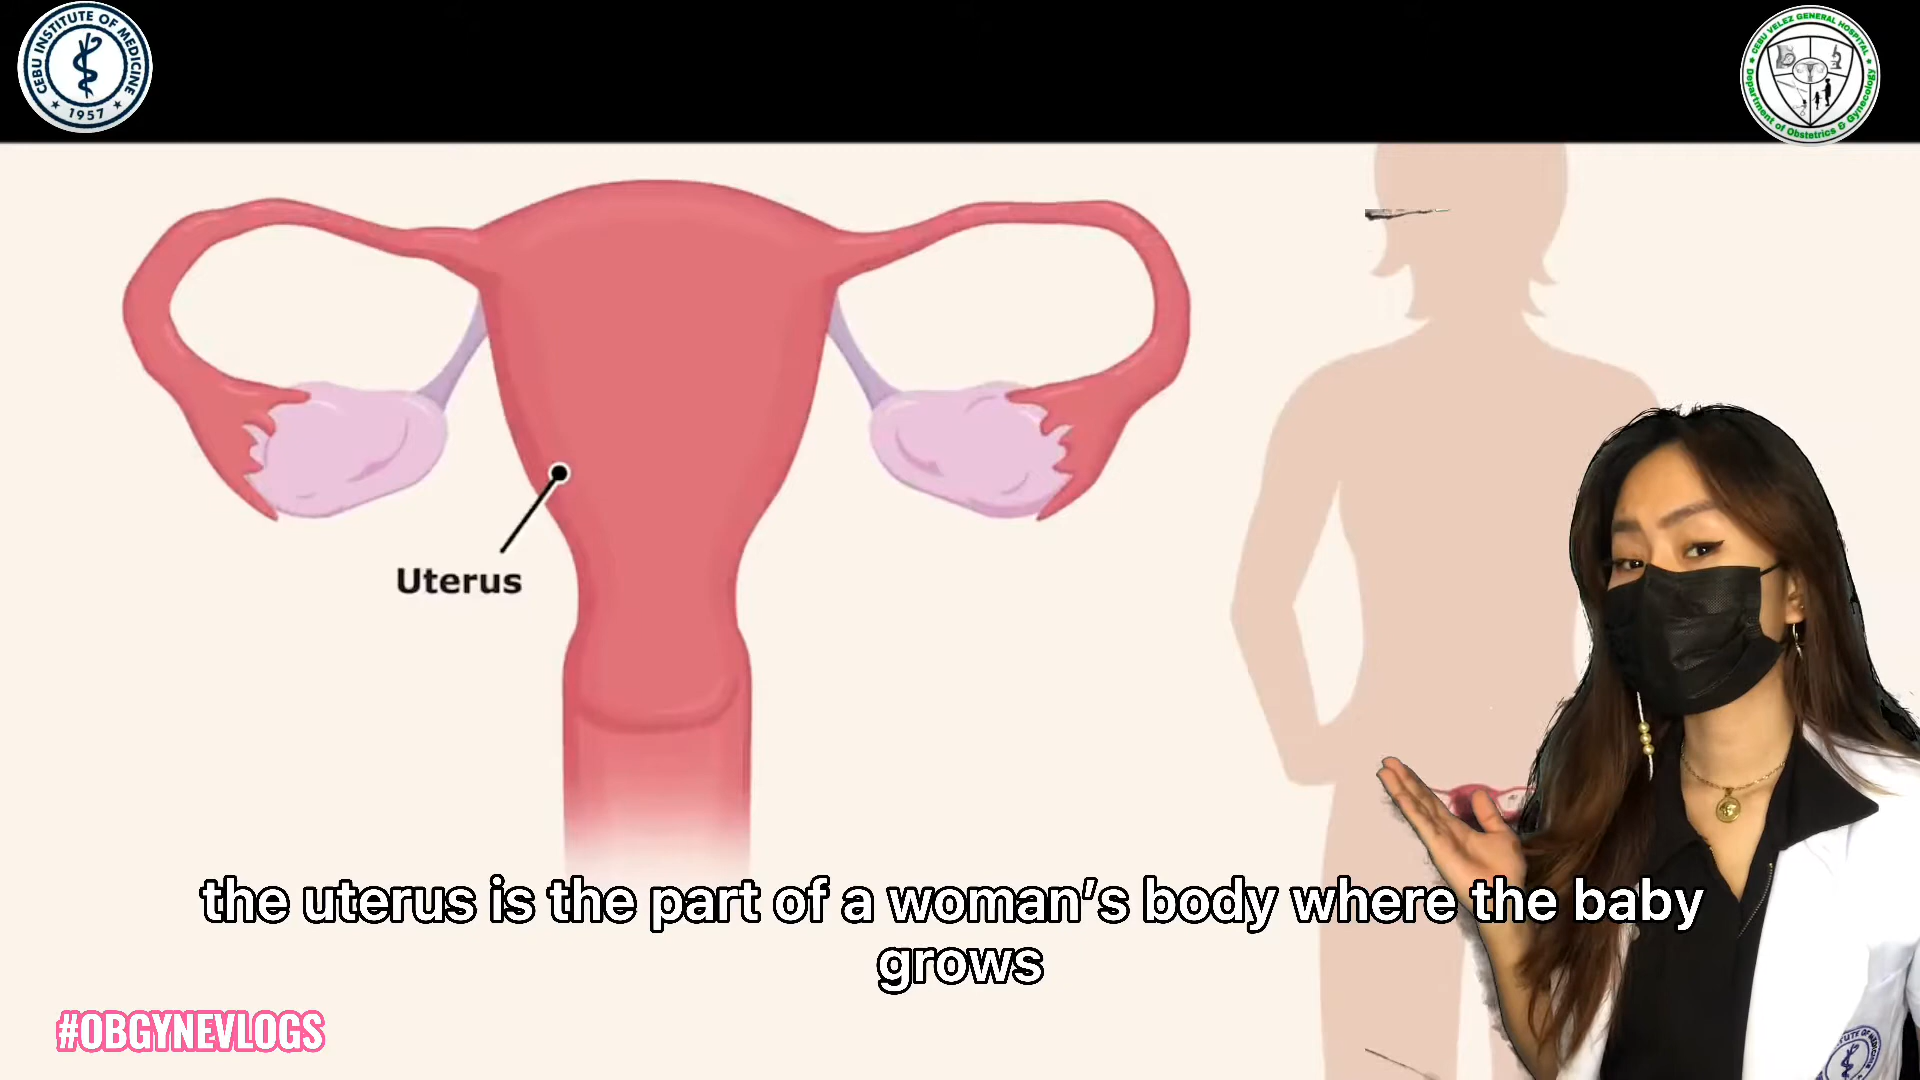 CEBU INSTITUTE OF MEDICINE
1957
CEBU VELEZ GENERAL HOSPITAL
Department of Obstetrics & Gynecology
Uterus
the uterus is the part of a woman's body where the baby
grows
#OBGYNEVLOGS